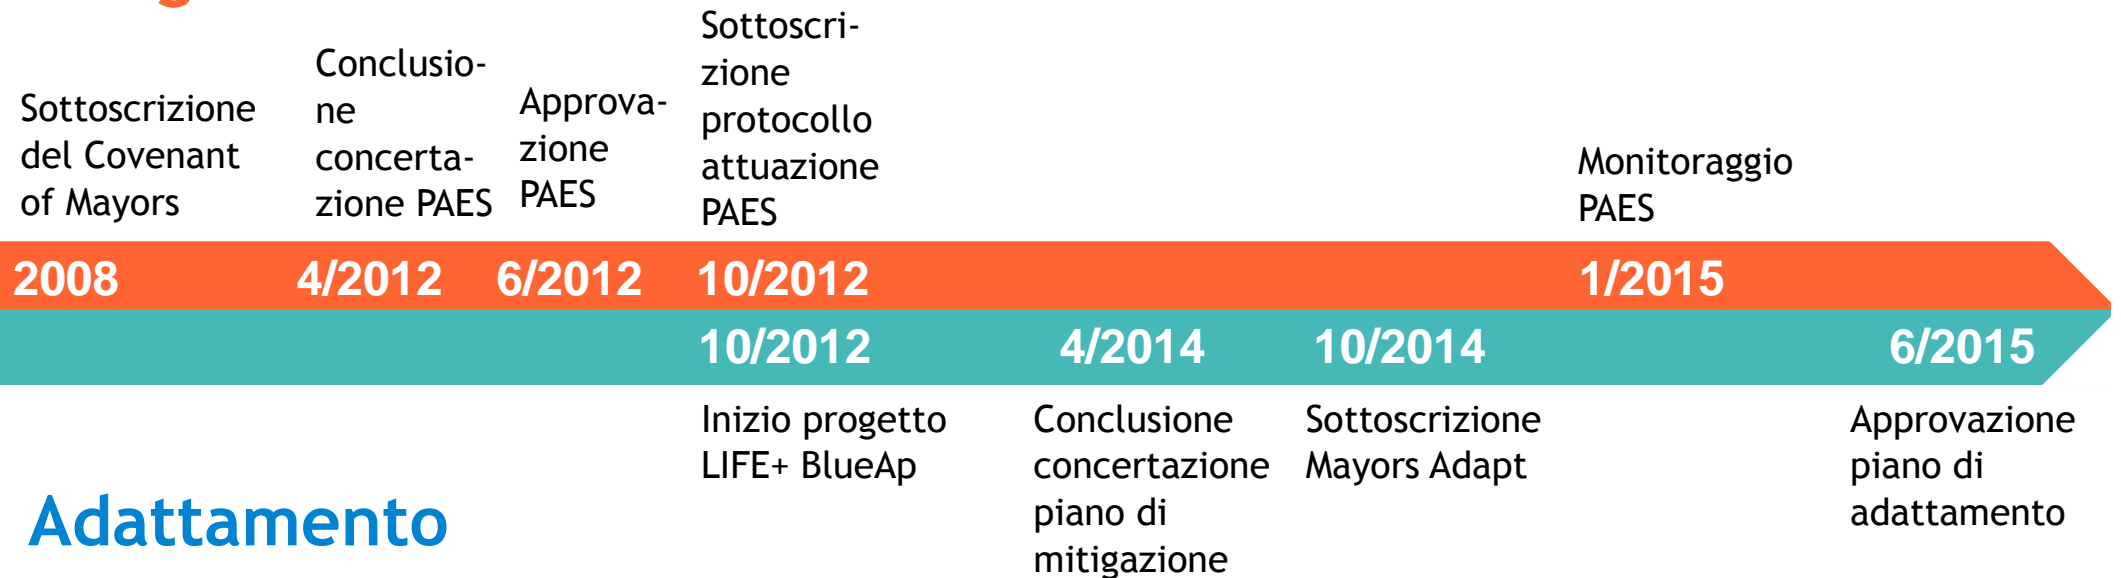 Sottoscrizione
del Covenant
of Mayors
Conclusio-
ne
concerta-
zione PAES
Approva-
zione
PAES
Sottoscri-
zione
protocollo
attuazione
PAES
Monitoraggio
PAES
2008 4/2012 6/2012 10/2012 1/2015
10/2012 4/2014 10/2014 6/2015
Inizio progetto
LIFE+ BlueAp
Conclusione
concertazione
piano di
mitigazione
Sottoscrizione
Mayors Adapt
Approvazione
piano di
adattamento
Adattamento